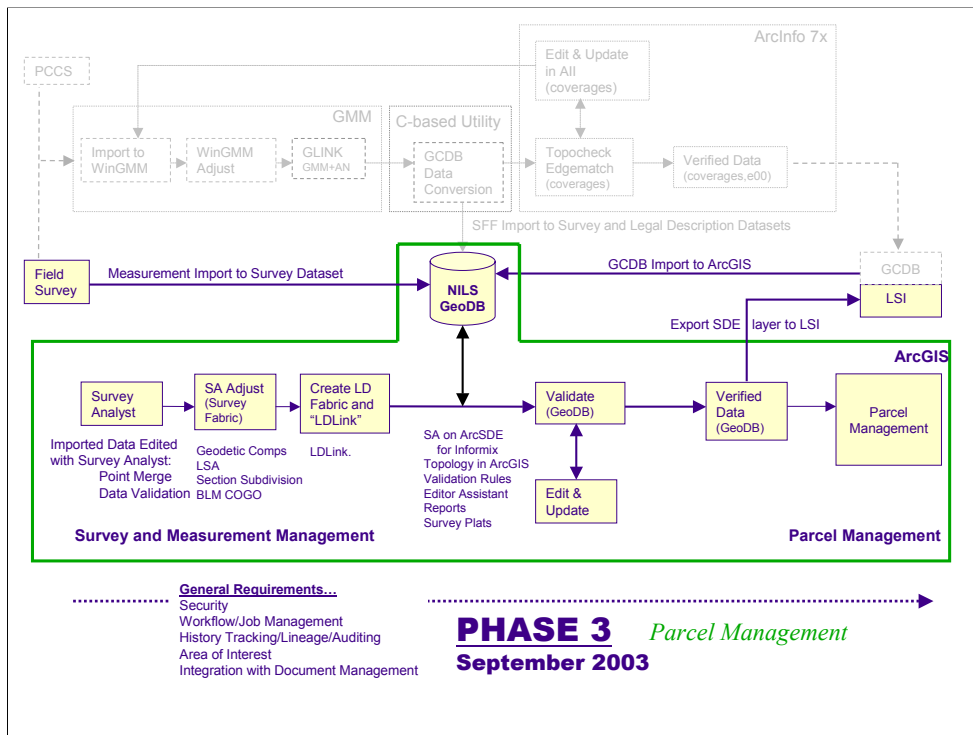 ArcInfo 7x
PCCS
Edit & Update
in AII
(coverages)
GMM
C-based Utility
Import to
WinGMM
WinGMM
Adjust
GLINK
GMM+AN
GCDB
Data
Conversion
Topocheck
Edgematch
(coverages)
Verified Data
(coverages,e00)
SFF Import to Survey and Legal Description Datasets
Field
Survey
Measurement Import to Survey Dataset
NILS
GeoDB
GCDB Import to ArcGIS
GCDB
LSI
Export SDE layer to LSI
ArcGIS
Survey
Analyst
SA Adjust
(Survey
Fabric)
Create LD
Fabric and
“LDLink”
Validate
(GeoDB)
Verified
Data
(GeoDB)
Parcel
Management
Imported Data Edited
with Survey Analyst:
Point Merge
Data Validation
Geodetic Comps
LSA
Section Subdivision
BLM COGO
LDLink.
SA on ArcSDE
for Informix
Topology in ArcGIS
Validation Rules
Editor Assistant
Reports
Survey Plats
Edit &
Update
Survey and Measurement Management
Parcel Management
General Requirements…
Security
Workflow/Job Management
History Tracking/Lineage/Auditing
Area of Interest
Integration with Document Management
PHASE 3
Parcel Management
September 2003